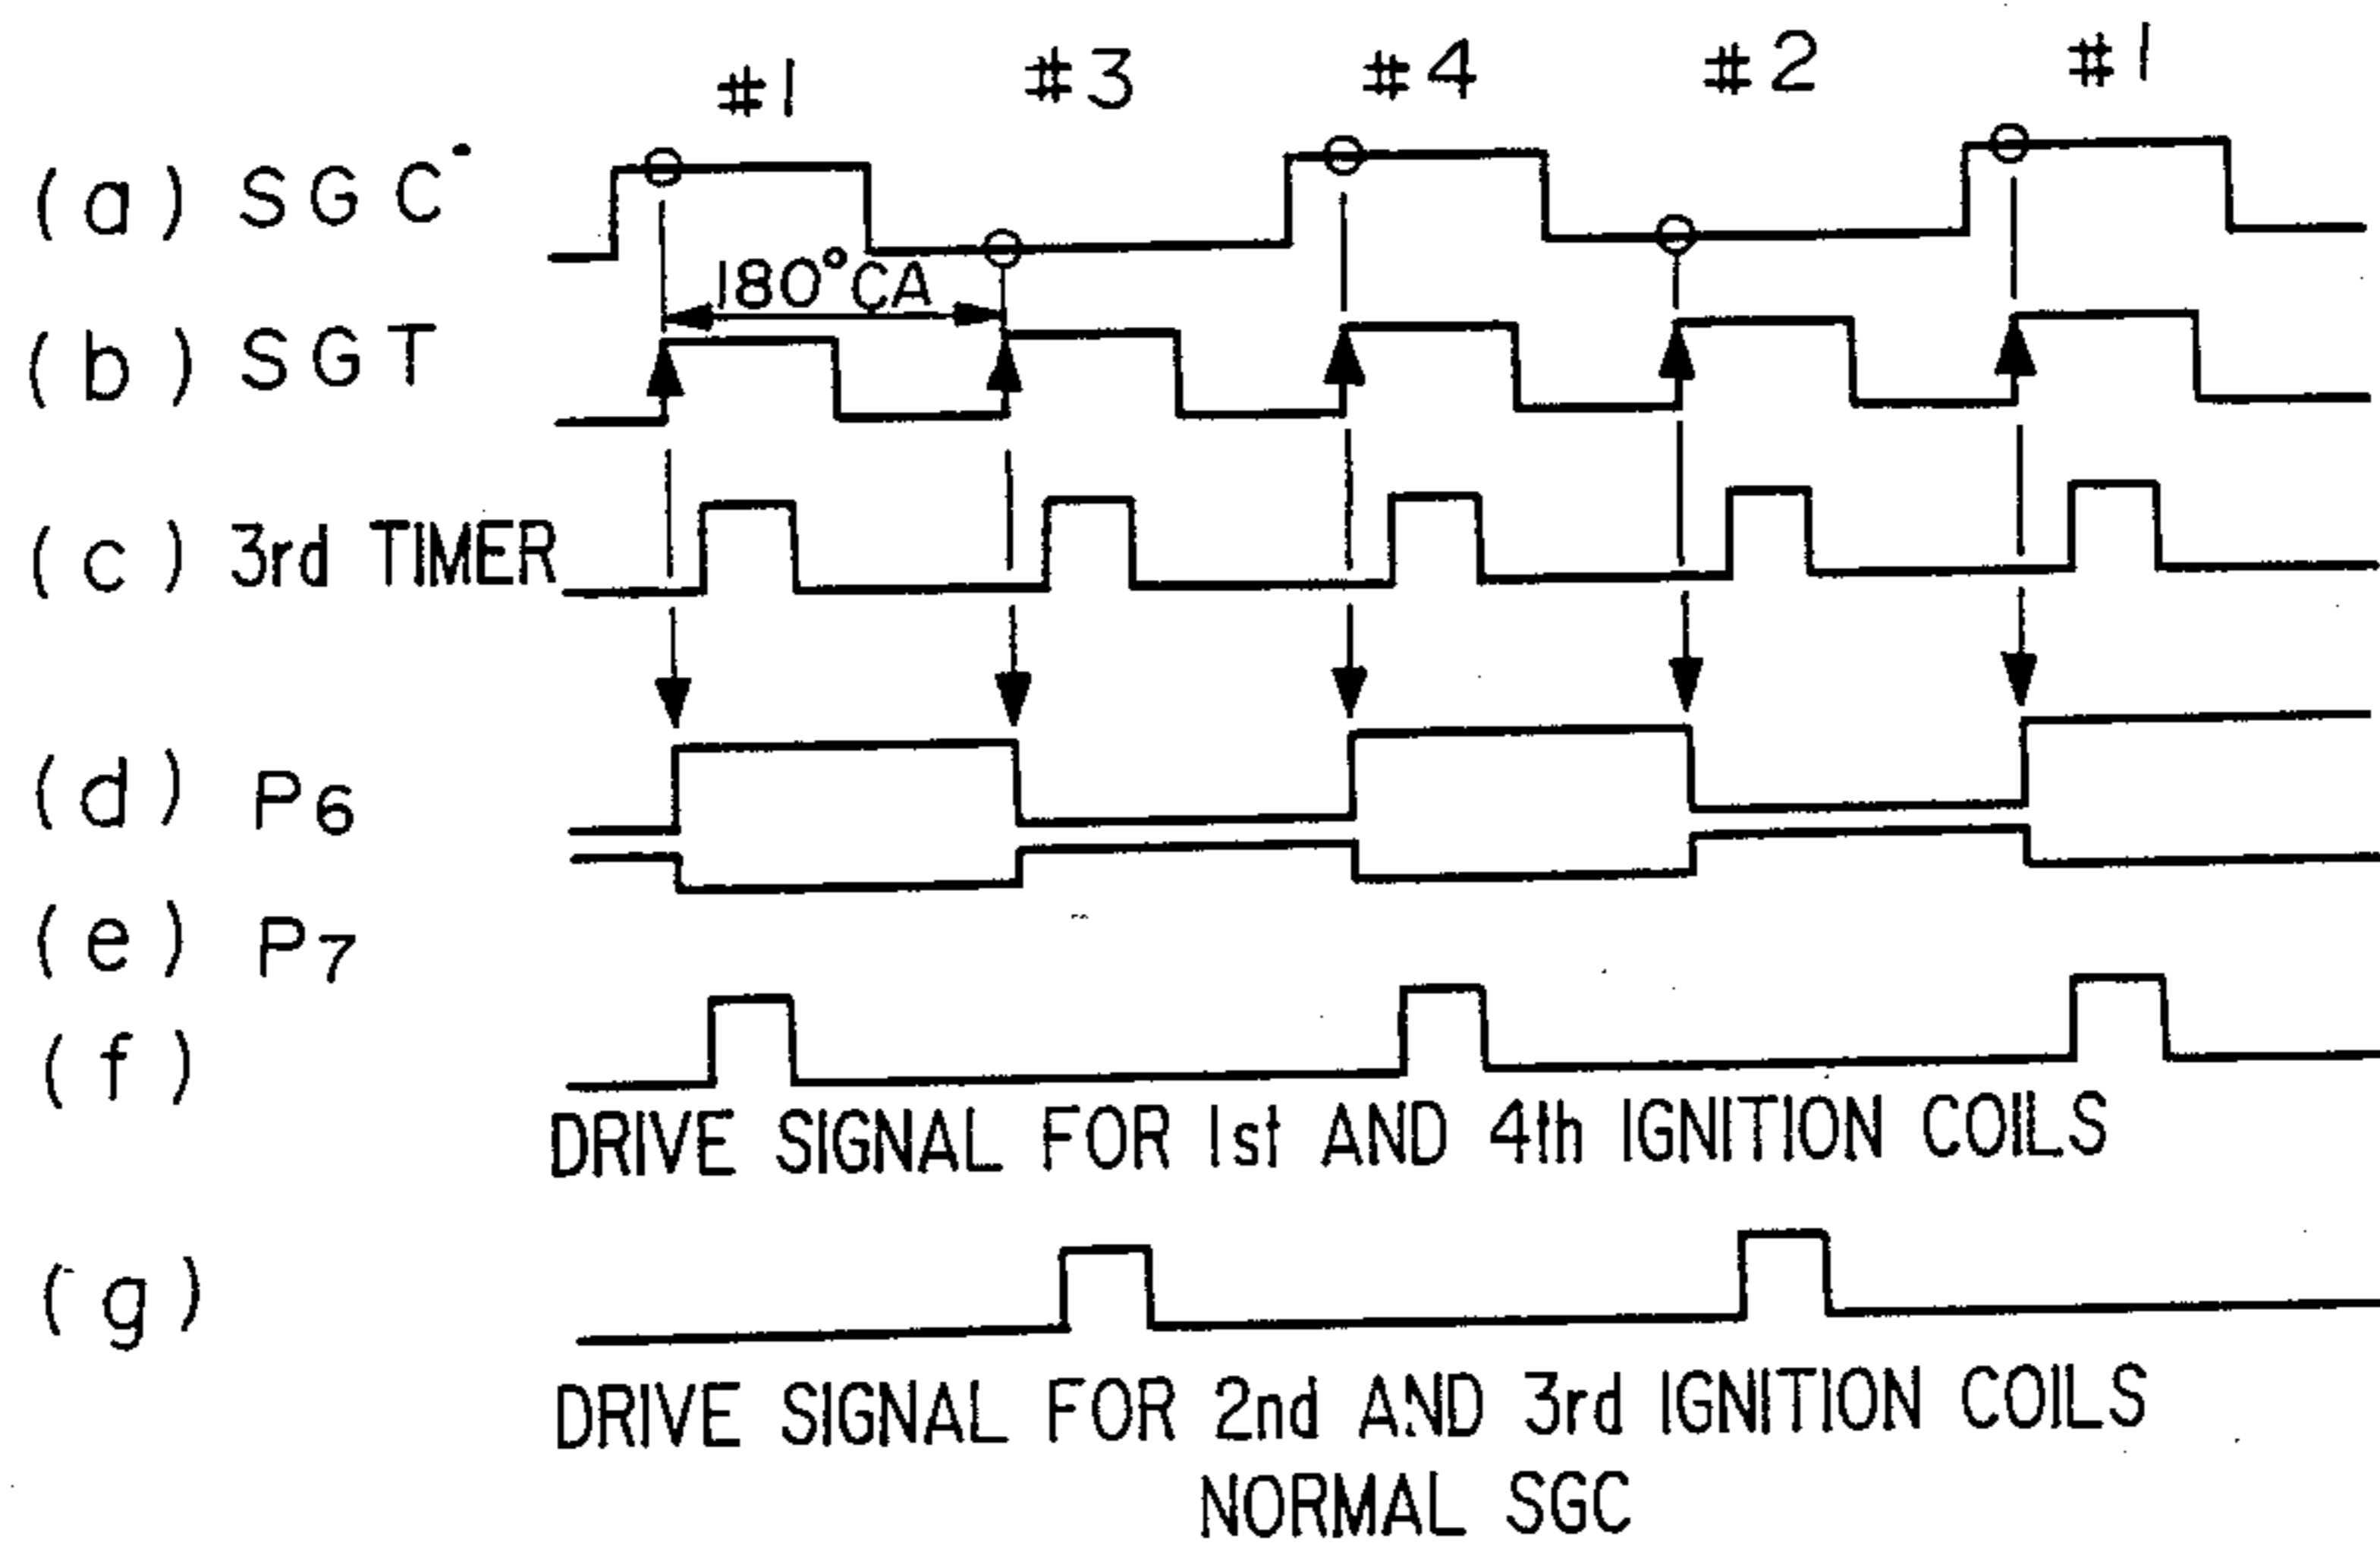 #1 #3 #4 #2 #1
(a) SGC
180°CA
(b) SGT
(c) 3rd TIMER
(d) P6
(e) P7
(f)
DRIVE SIGNAL FOR 1st AND 4th IGNITION COILS
(g)
DRIVE SIGNAL FOR 2nd AND 3rd IGNITION COILS
NORMAL SGC